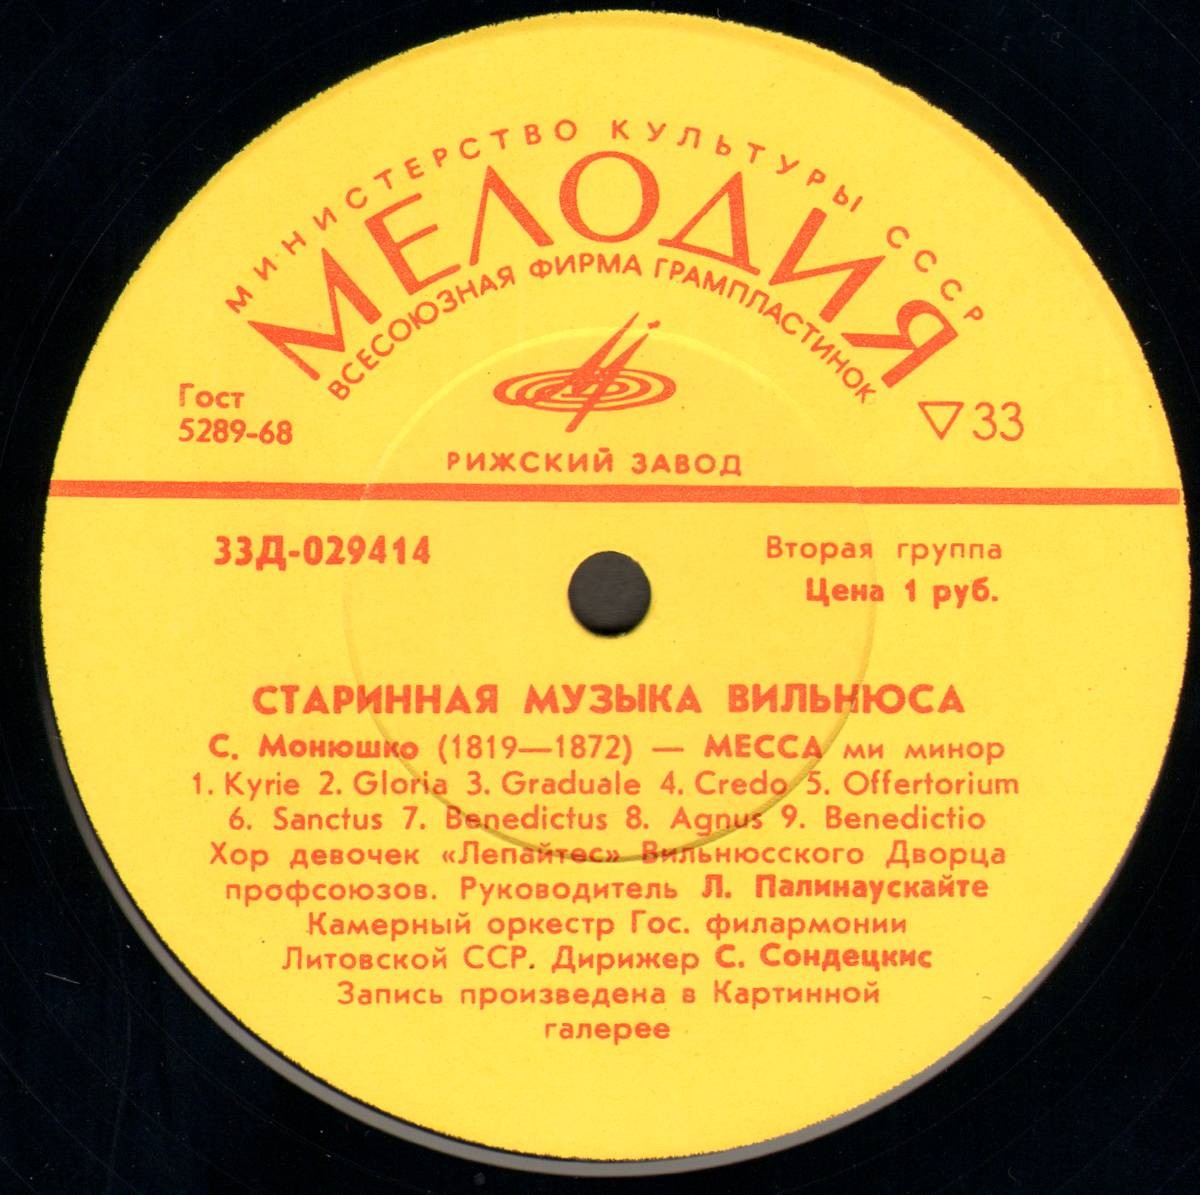 МИНИСТЕРСТВО КУЛЬТУРЫ СССР
МЕЛОДИЯ
ВСЕСОЮЗНАЯ ФИРМА ГРАМПЛАСТИНОК
Гост
5289-68
▽33
РИЖСКИЙ ЗАВОД
33Д-029414
Вторая группа
Цена 1 руб.
СТАРИННАЯ МУЗЫКА ВИЛЬНЮСА
С. Монюшко (1819—1872) — МЕССА ми минор
1. Kyrie 2. Gloria 3. Graduale 4. Credo 5. Offertorium
6. Sanctus 7. Benedictus 8. Agnus 9. Benedictio
Хор девочек «Лепайтес» Вильнюсского Дворца
профсоюзов. Руководитель Л. Палинаускайте
Камерный оркестр Гос. филармонии
Литовской ССР. Дирижер С. Сондецкис
Запись произведена в Картинной
галерее